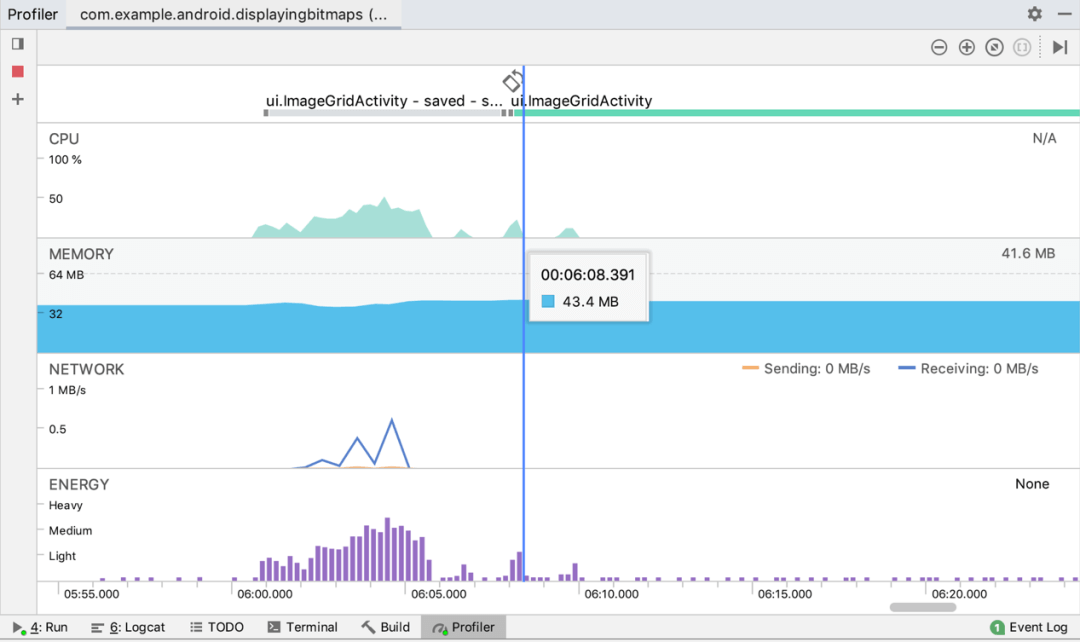 Profiler com.example.android.displayingbitmaps (...
ui.ImageGridActivity - saved - s... ui.ImageGridActivity
CPU N/A
100 %
50
MEMORY 41.6 MB
64 MB
00:06:08.391
43.4 MB
32
NETWORK Sending: 0 MB/s Receiving: 0 MB/s
1 MB/s
0.5
ENERGY None
Heavy
Medium
Light
05:55.000 06:00.000 06:05.000 06:10.000 06:15.000 06:20.000
4: Run 6: Logcat TODO Terminal Build Profiler 1 Event Log